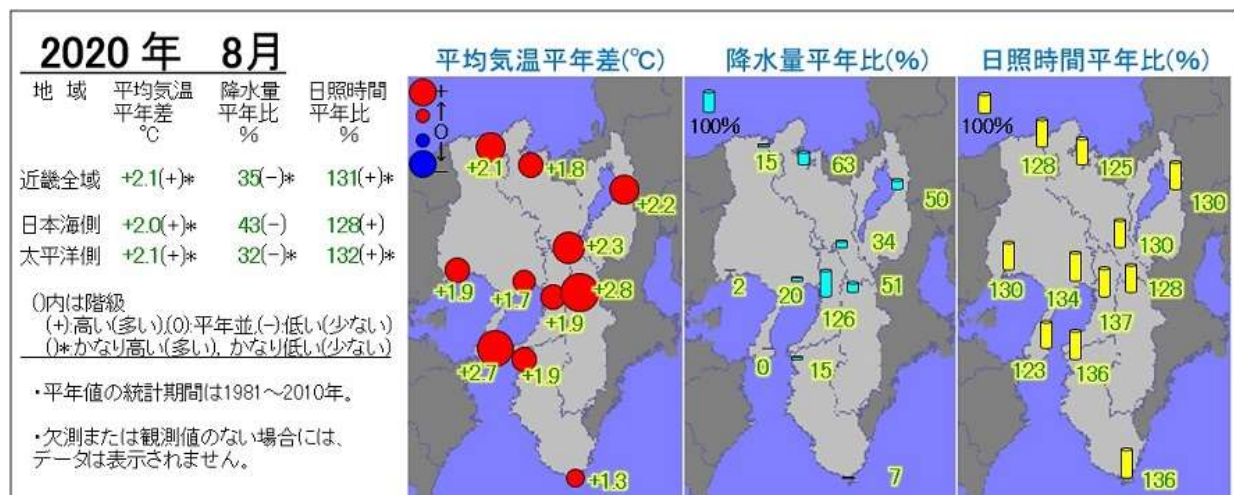 2020 年 8月
地 域 平均気温 降水量 日照時間
平年差 平年比 平年比
℃ % %
近畿全域 +2.1(+)* 35(-)* 131(+)*
日本海側 +2.0(+)* 43(-) 128(+)
太平洋側 +2.1(+)* 32(-)* 132(+)*
()内は階級
(+):高い(多い),(0):平年並,(-):低い(少ない)
()*かなり高い(多い), かなり低い(少ない)
・平年値の統計期間は1981～2010年。
・欠測または観測値のない場合には、
データは表示されません。
平均気温平年差(℃)
+
↑
0
↓
-
+2.1
+1.8
+2.2
+2.3
+1.9
+1.7
+2.8
+1.9
+2.7
+1.9
+1.3
降水量平年比(%)
100%
15
63
50
34
2
20
51
126
0
15
7
日照時間平年比(%)
100%
128
125
130
130
130
134
128
137
123
136
136